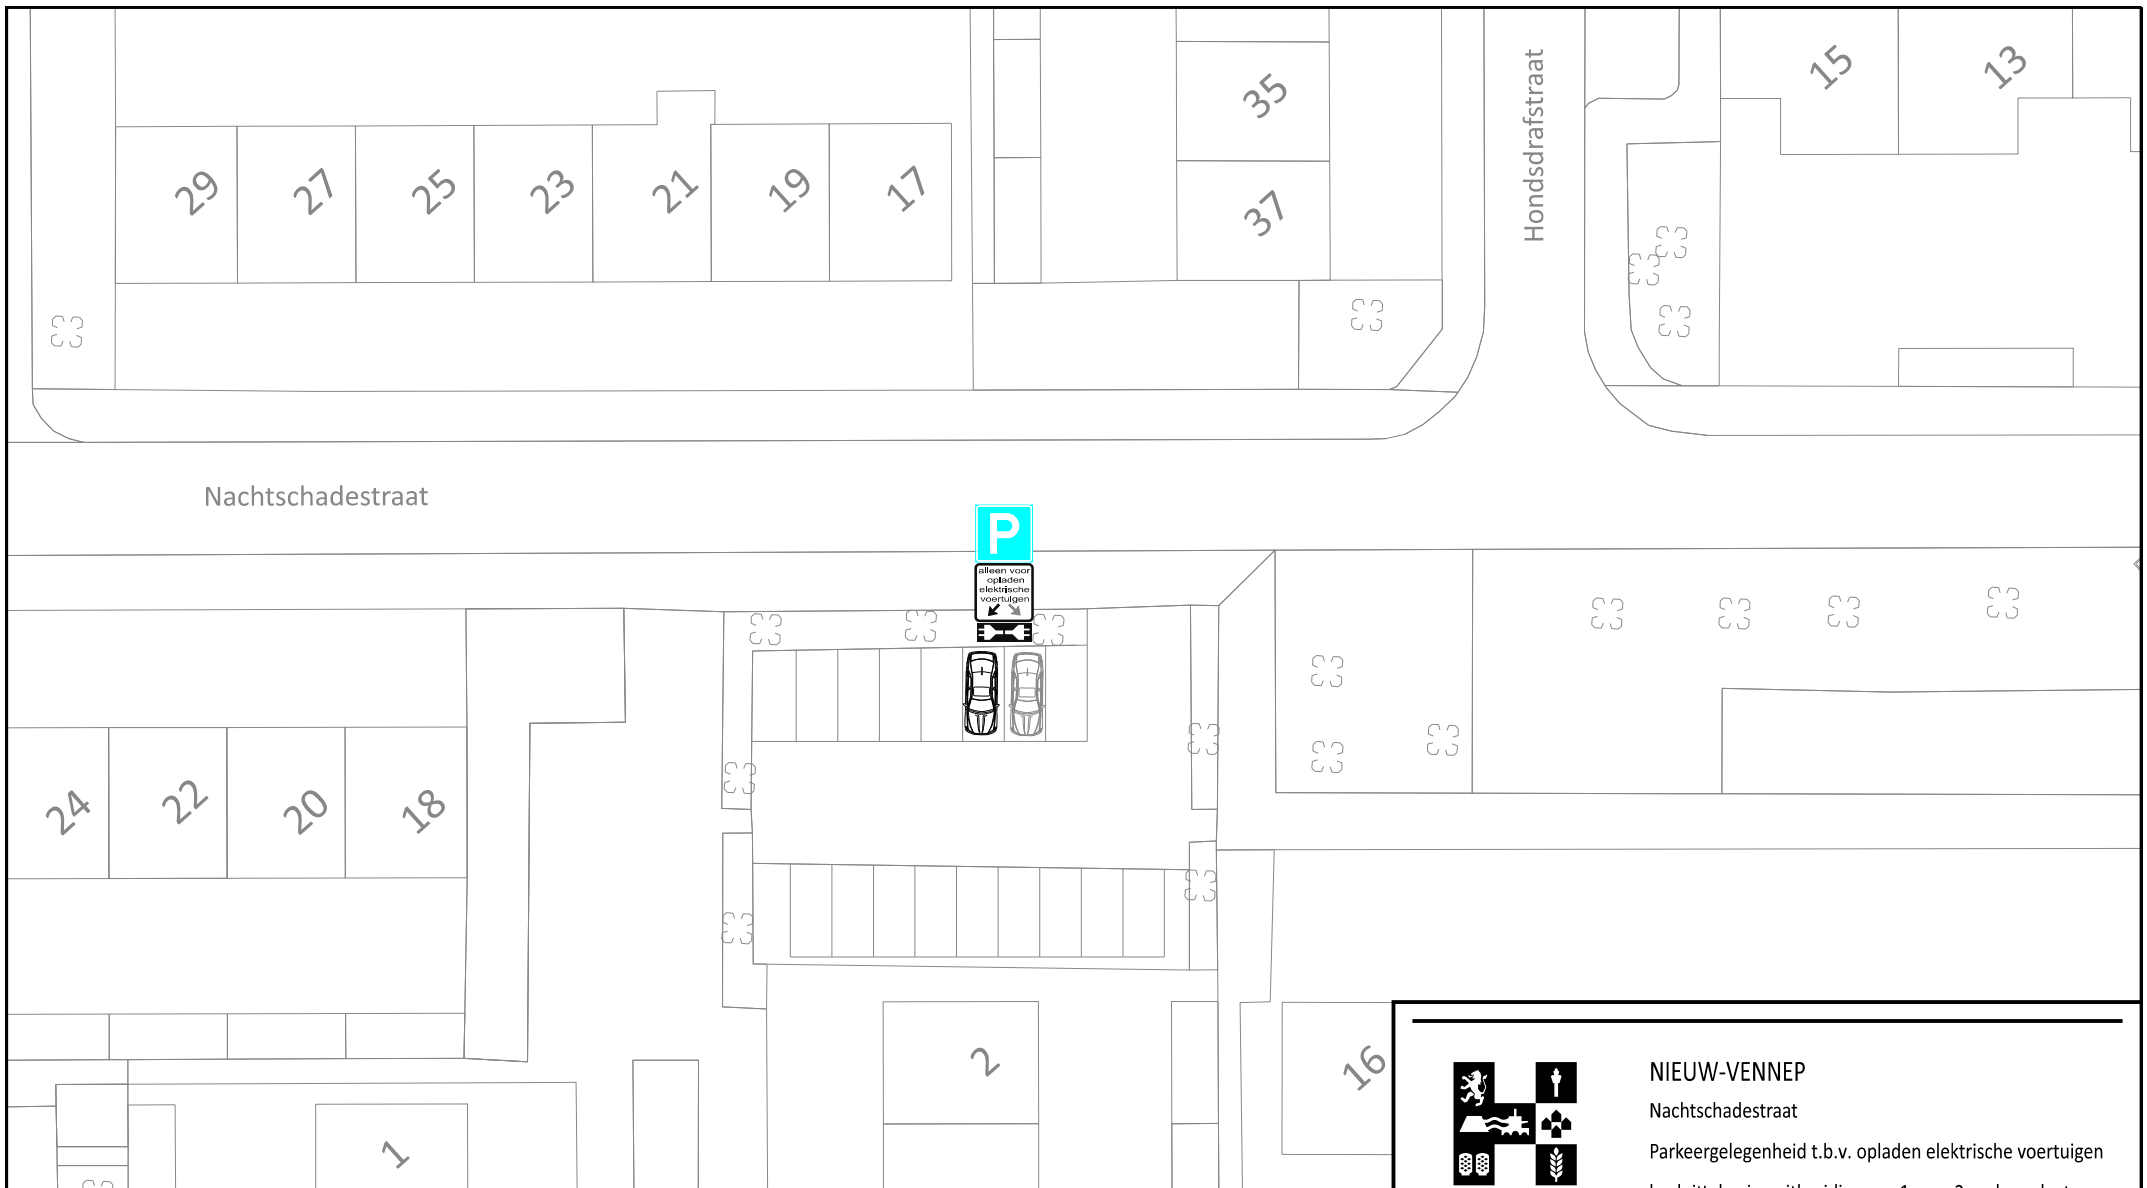 15
13
35
Hondsdrafstraat
29
27
25
23
21
19
17
37
Nachtschadestraat
P
alleen voor
opladen
elektrische
voertuigen
24
22
20
18
2
16
1
NIEUW-VENNEP
Nachtschadestraat
Parkeergelegenheid t.b.v. opladen elektrische voertuigen